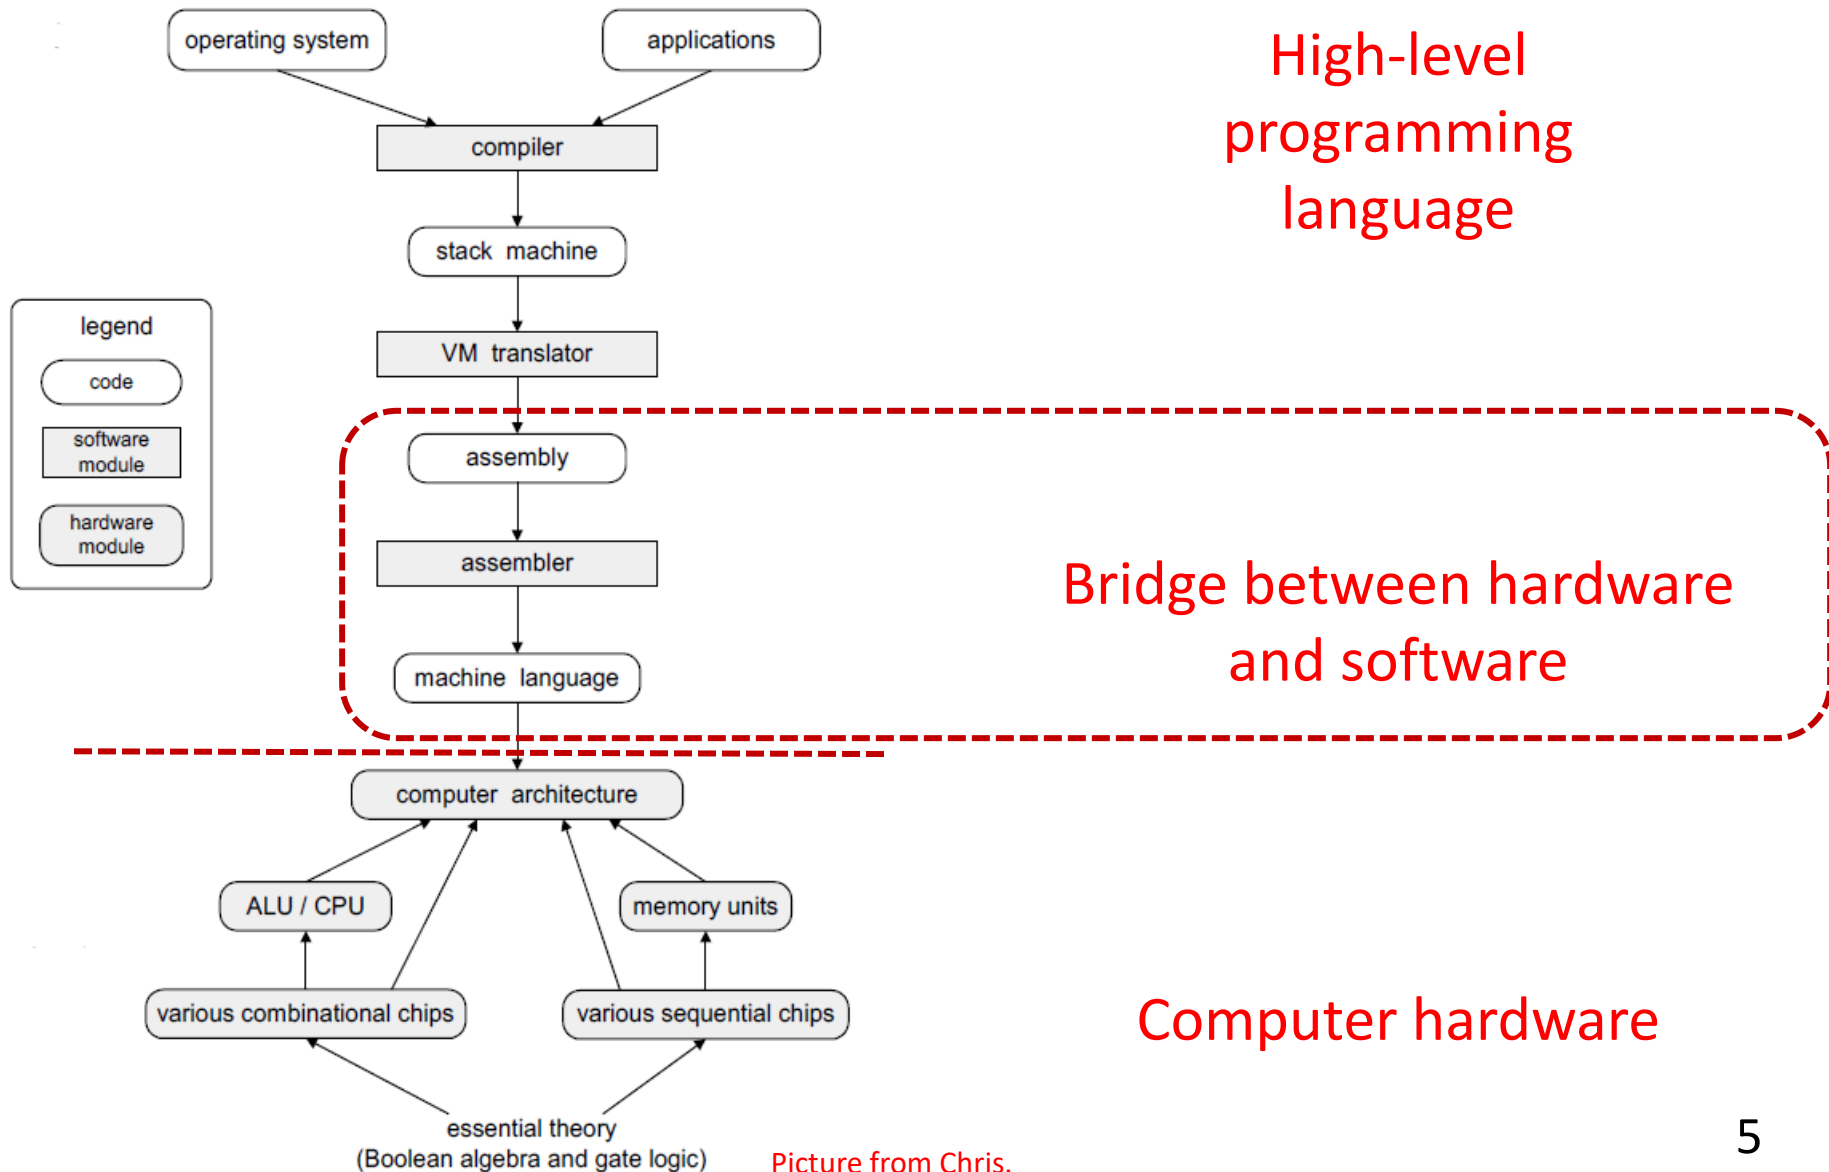 operating system
applications
High-level
programming
language
compiler
stack machine
legend
code
software
module
hardware
module
VM translator
assembly
assembler
machine language
Bridge between hardware
and software
computer architecture
ALU / CPU
memory units
various combinational chips
various sequential chips
Computer hardware
essential theory
(Boolean algebra and gate logic)
Picture from Chris.
5